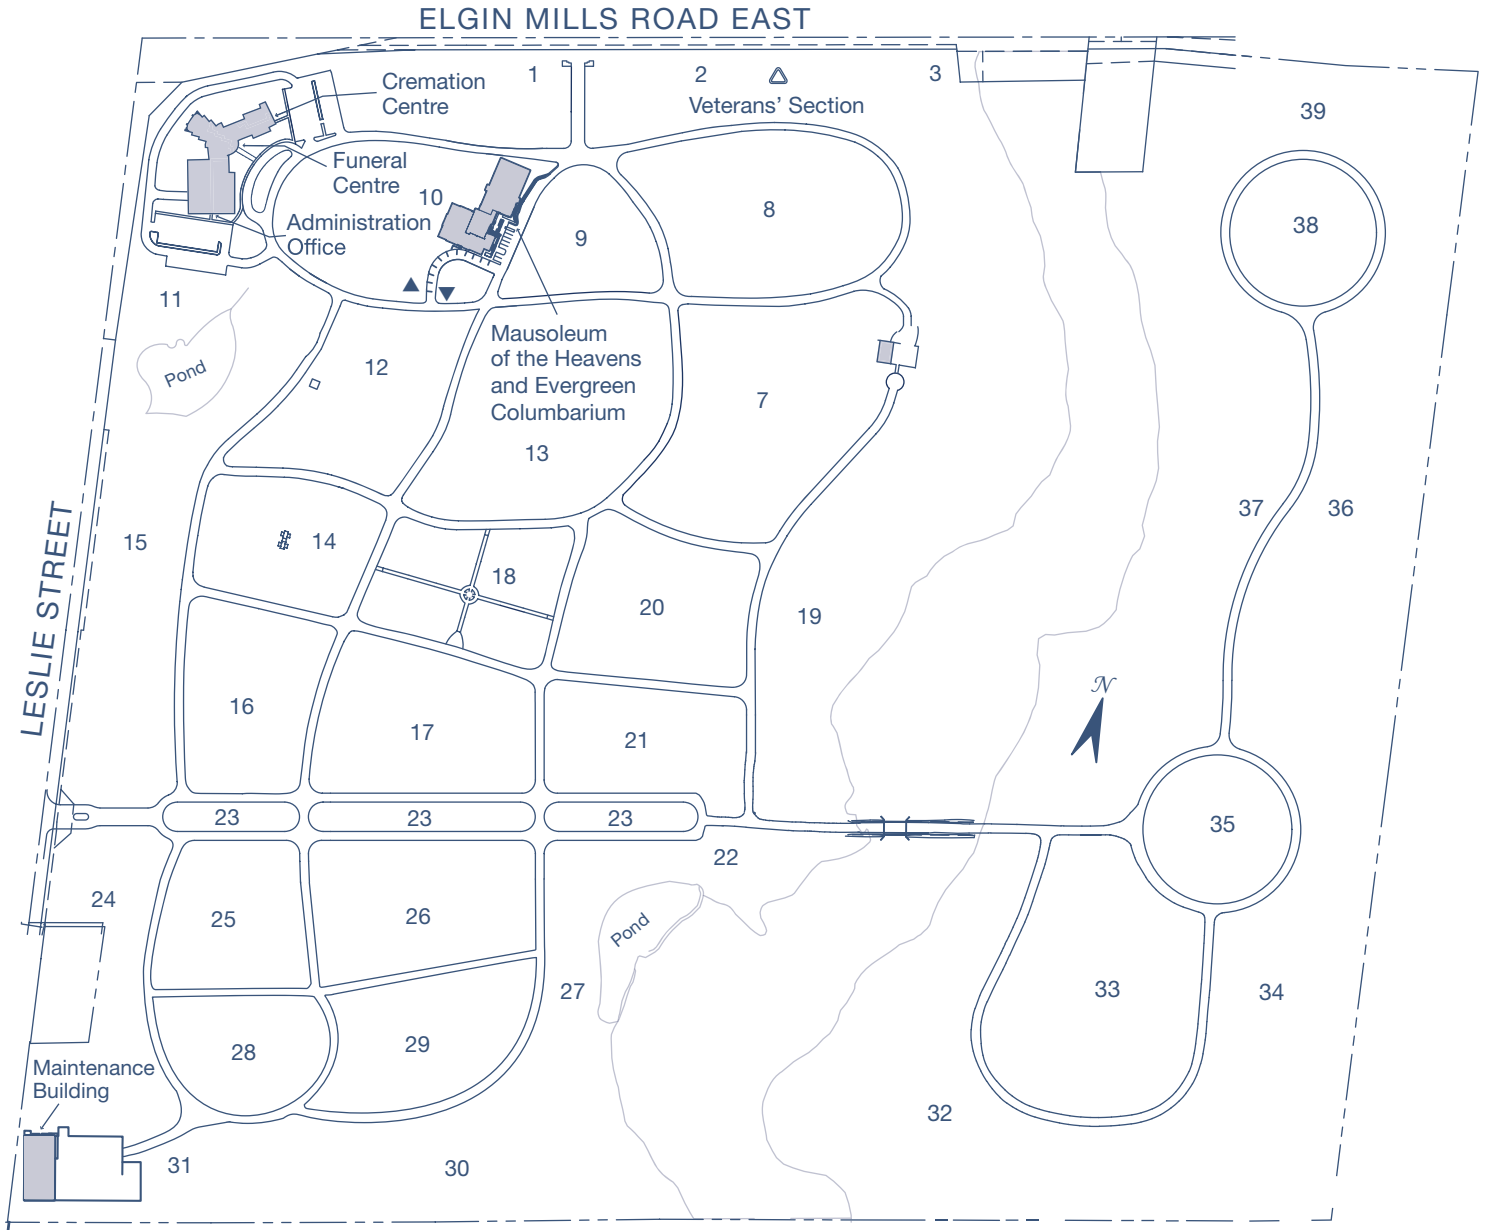 ELGIN MILLS ROAD EAST
1
2
3
Veterans' Section
39
Cremation
Centre
Funeral
Centre
10
Administration
Office
9
8
38
11
Pond
12
Mausoleum
of the Heavens
and Evergreen
Columbarium
13
7
37
36
LESLIE STREET
15
14
18
20
19
16
17
21
N
23
23
23
22
35
24
25
26
Pond
27
33
34
28
29
Maintenance
Building
32
31
30